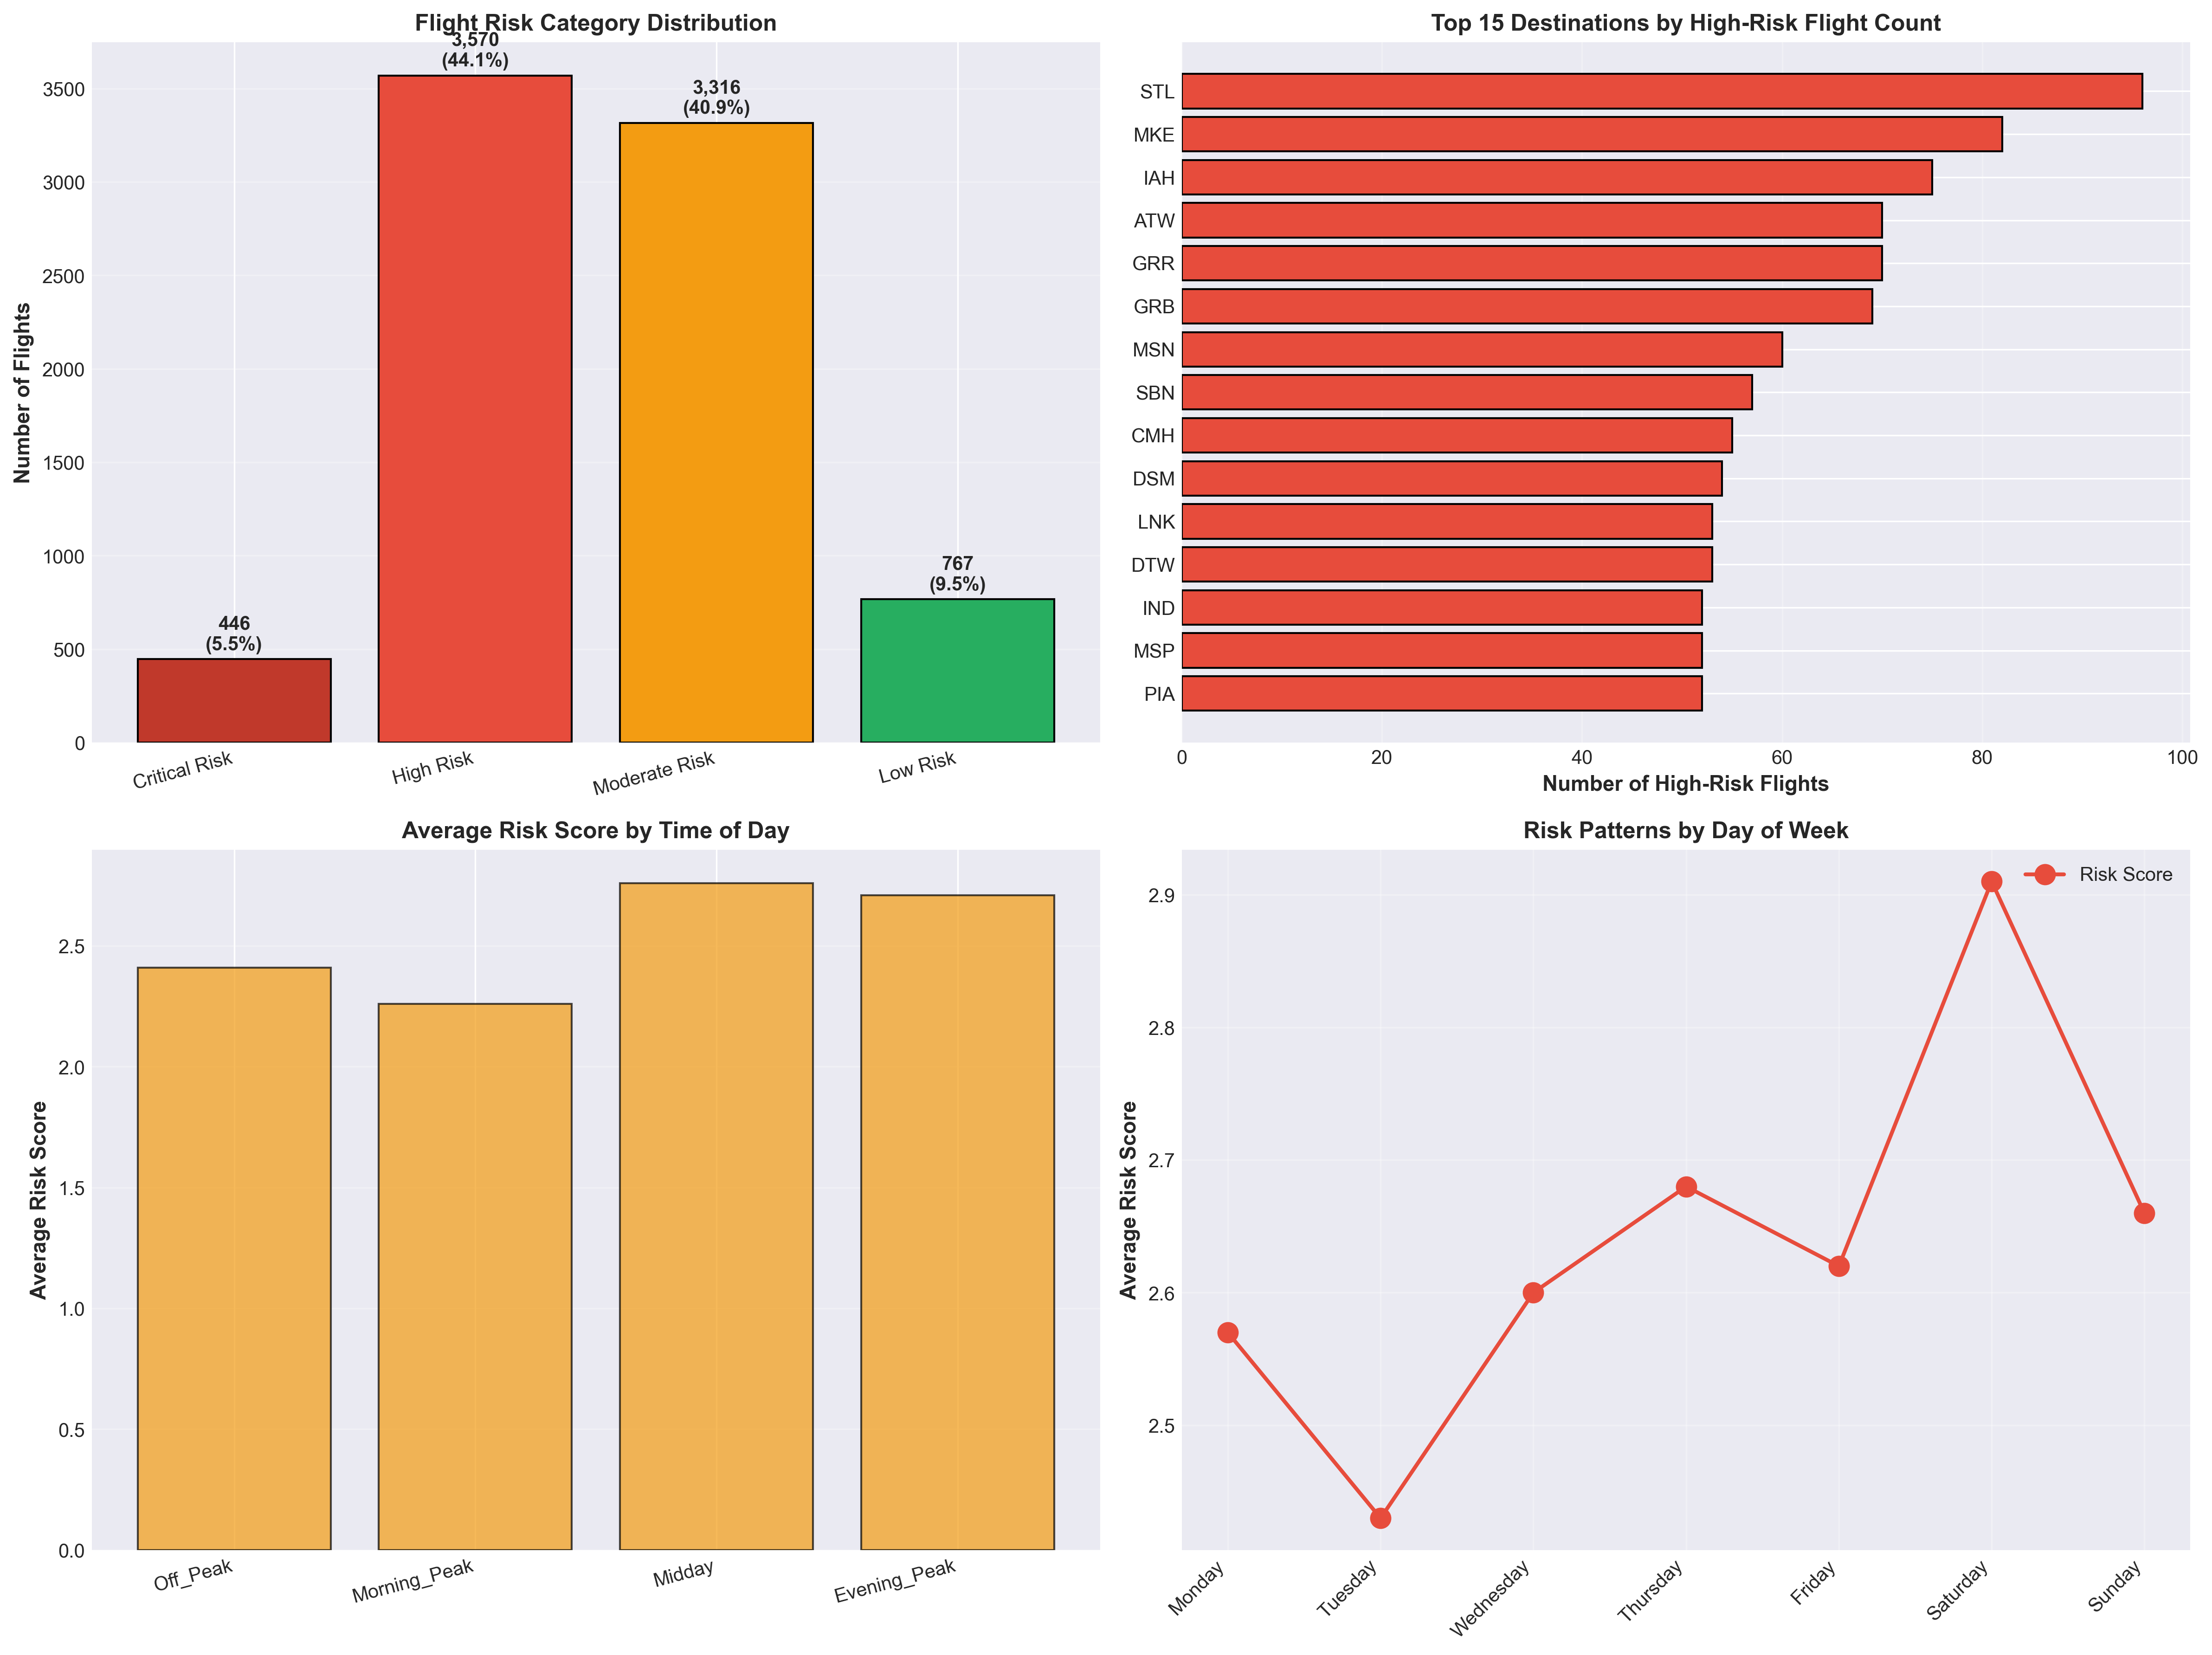 Flight Risk Category Distribution
3,570
(44.1%)
3,316
(40.9%)
767
(9.5%)
446
(5.5%)
3500
3000
2500
2000
1500
1000
500
0
Number of Flights
Critical Risk
High Risk
Moderate Risk
Low Risk
Top 15 Destinations by High-Risk Flight Count
STL
MKE
IAH
ATW
GRR
GRB
MSN
SBN
CMH
DSM
LNK
DTW
IND
MSP
PIA
0
20
40
60
80
100
Number of High-Risk Flights
Average Risk Score by Time of Day
2.5
2.0
1.5
1.0
0.5
0.0
Average Risk Score
Off_Peak
Morning_Peak
Midday
Evening_Peak
Risk Patterns by Day of Week
Risk Score
2.9
2.8
2.7
2.6
2.5
Average Risk Score
Monday
Tuesday
Wednesday
Thursday
Friday
Saturday
Sunday